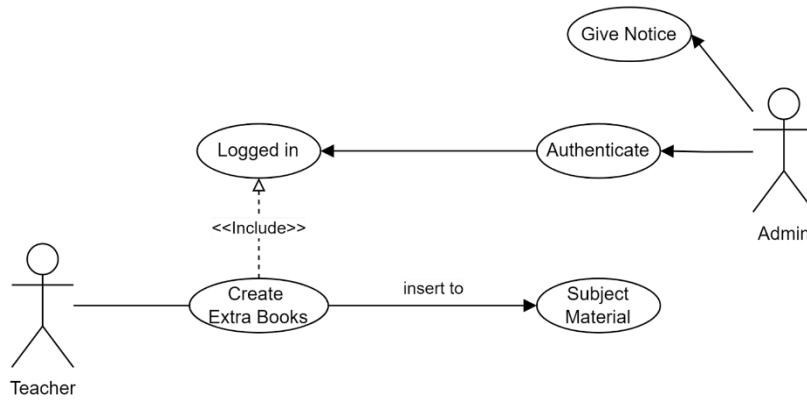 Give Notice
Logged in
Authenticate
<<Include>>
Admin
Create
Extra Books
insert to
Subject
Material
Teacher